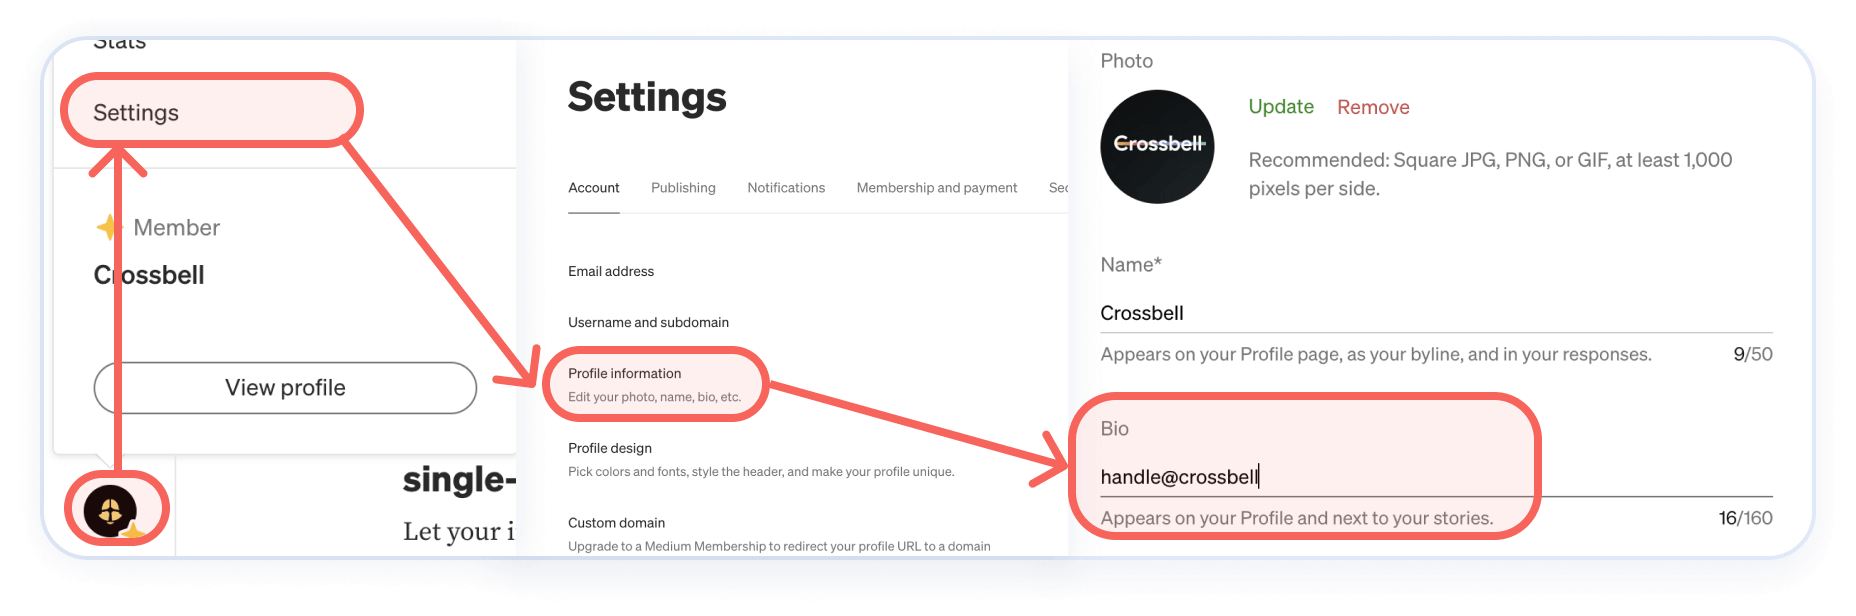 Stats
Settings
Member
Crossbell
View profile
single-
Let your i
Settings
Account Publishing Notifications Membership and payment Sec
Email address
Username and subdomain
Profile information
Edit your photo, name, bio, etc.
Profile design
Pick colors and fonts, style the header, and make your profile unique.
Custom domain
Upgrade to a Medium Membership to redirect your profile URL to a domain
Photo
Crossbell
Update Remove
Recommended: Square JPG, PNG, or GIF, at least 1,000
pixels per side.
Name*
Crossbell
Appears on your Profile page, as your byline, and in your responses. 9/50
Bio
handle@crossbell
Appears on your Profile and next to your stories. 16/160